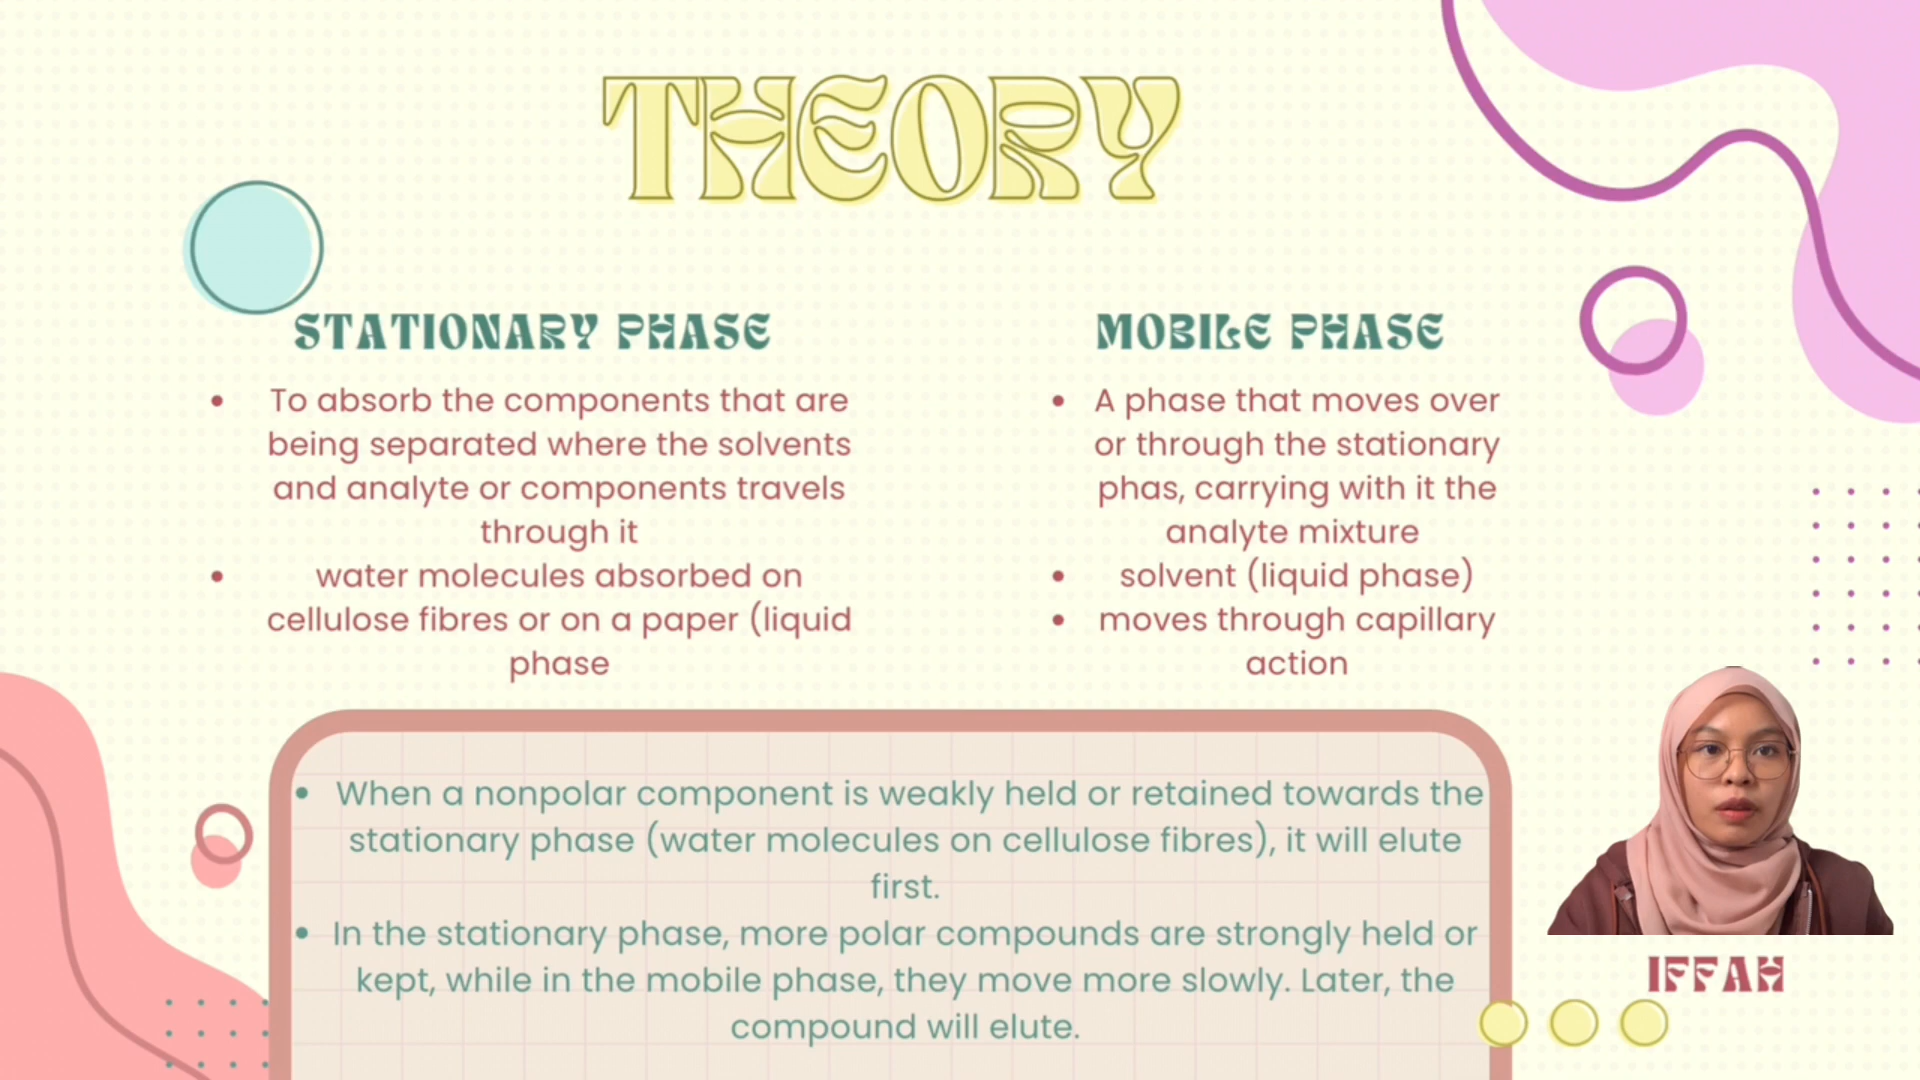 THEORY
STATIONARY PHASE
To absorb the components that are
being separated where the solvents
and analyte or components travels
through it
water molecules absorbed on
cellulose fibres or on a paper (liquid
phase
MOBILE PHASE
A phase that moves over
or through the stationary
phas, carrying with it the
analyte mixture
solvent (liquid phase)
moves through capillary
action
When a nonpolar component is weakly held or retained towards the
stationary phase (water molecules on cellulose fibres), it will elute
first.
In the stationary phase, more polar compounds are strongly held or
kept, while in the mobile phase, they move more slowly. Later, the
compound will elute.
IFFAH